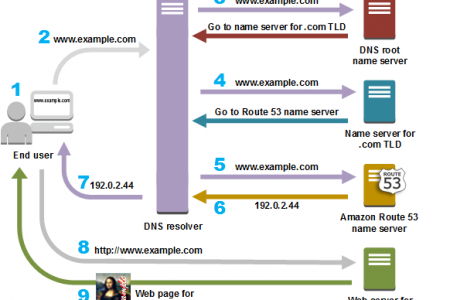 3 www.example.com
Go to name server for .com TLD
DNS root
name server
2 www.example.com
1
www.example.com
End user
4 www.example.com
Go to Route 53 name server
Name server for
.com TLD
5 www.example.com
6 192.0.2.44
ROUTE
53
Amazon Route 53
name server
7 192.0.2.44
DNS resolver
8 http://www.example.com
9 Web page for
Web server for